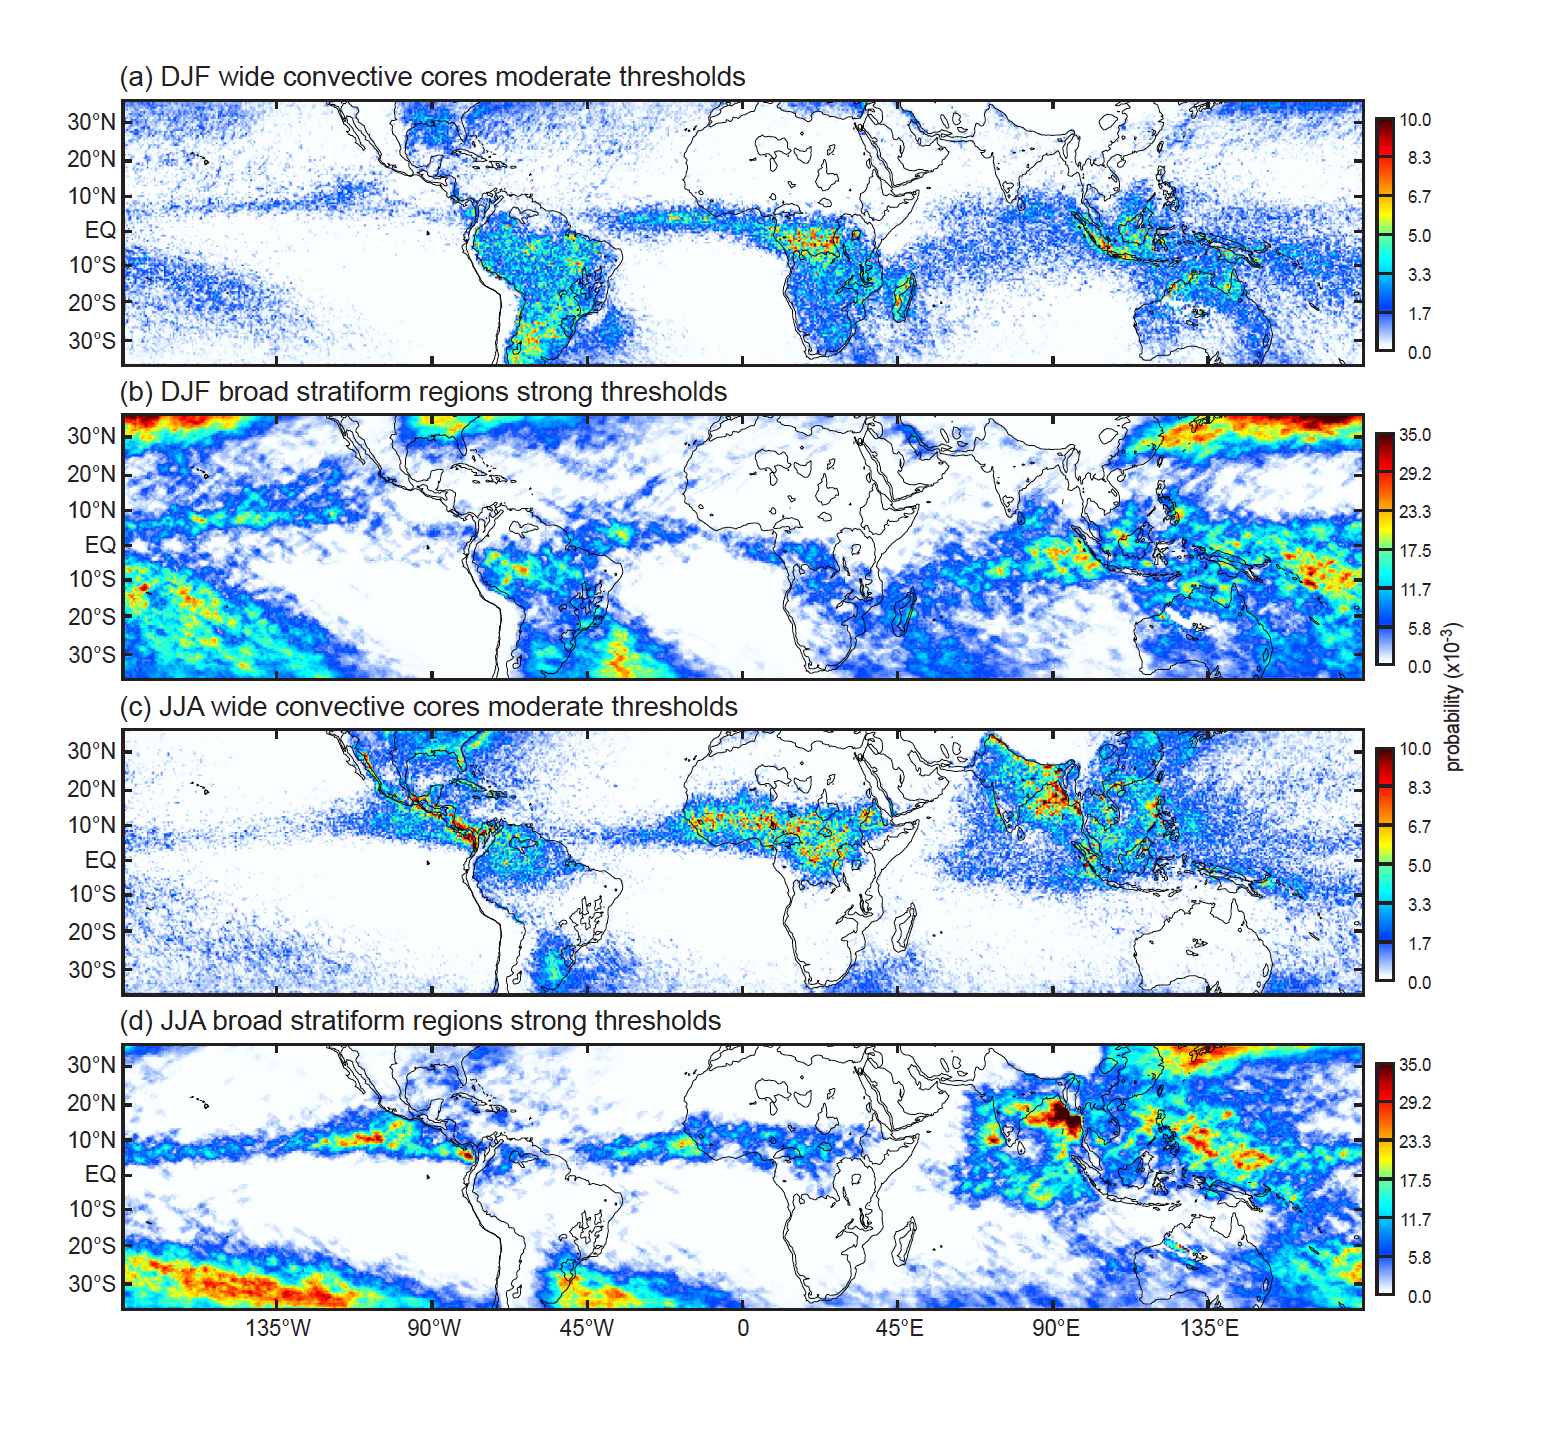 (a) DJF wide convective cores moderate thresholds
30°N
20°N
10°N
EQ
10°S
20°S
30°S
10.0
8.3
6.7
5.0
3.3
1.7
0.0
(b) DJF broad stratiform regions strong thresholds
30°N
20°N
10°N
EQ
10°S
20°S
30°S
35.0
29.2
23.3
17.5
11.7
5.8
0.0
probability (x10-3)
(c) JJA wide convective cores moderate thresholds
30°N
20°N
10°N
EQ
10°S
20°S
30°S
10.0
8.3
6.7
5.0
3.3
1.7
0.0
(d) JJA broad stratiform regions strong thresholds
30°N
20°N
10°N
EQ
10°S
20°S
30°S
35.0
29.2
23.3
17.5
11.7
5.8
0.0
135°W 90°W 45°W 0 45°E 90°E 135°E